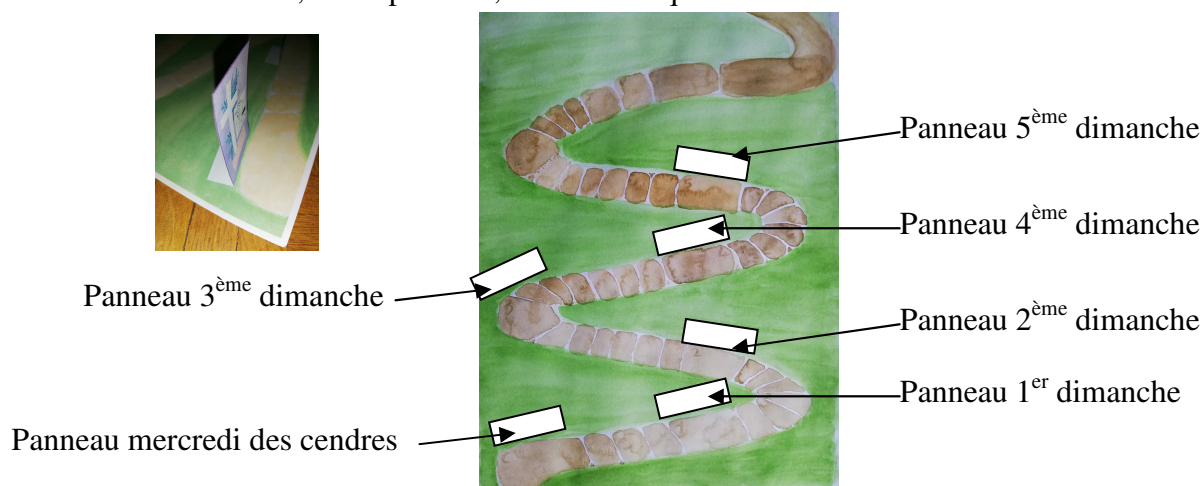 Panneau 5ème dimanche
Panneau 4ème dimanche
Panneau 3ème dimanche
Panneau 2ème dimanche
Panneau 1er dimanche
Panneau mercredi des cendres